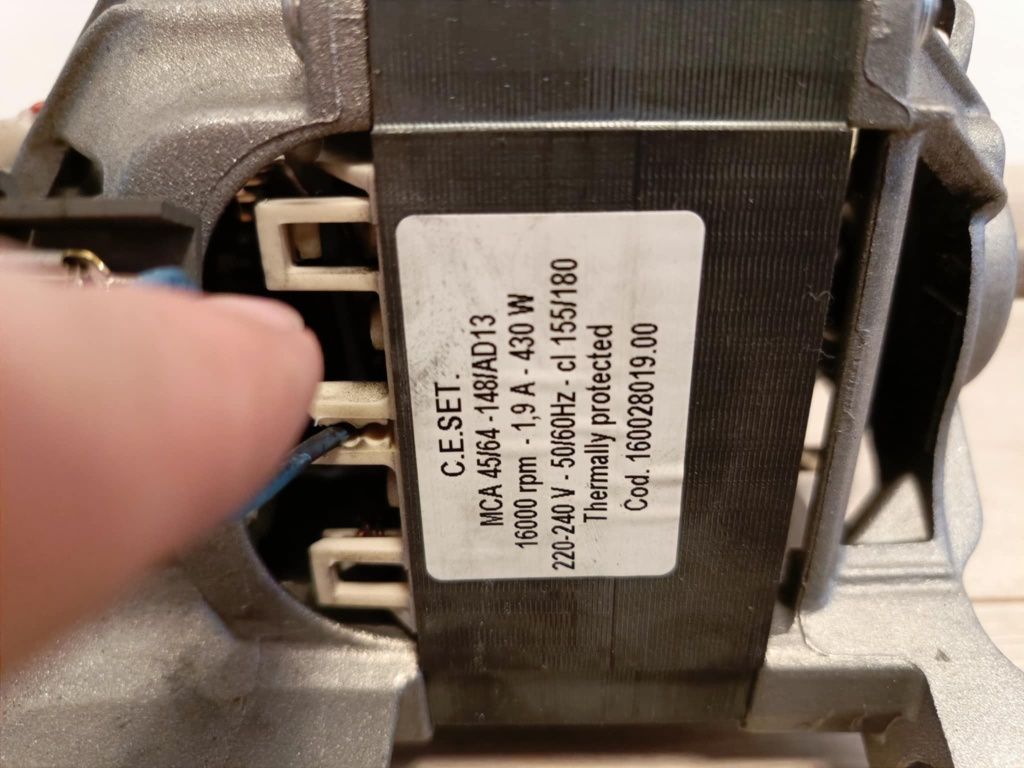 C.E.SET.
MCA 45/64 -148/AD13
16000 rpm - 1,9 A - 430 W
220-240 V - 50/60Hz - cl 155/180
Thermally protected
Cod. 160028019.00